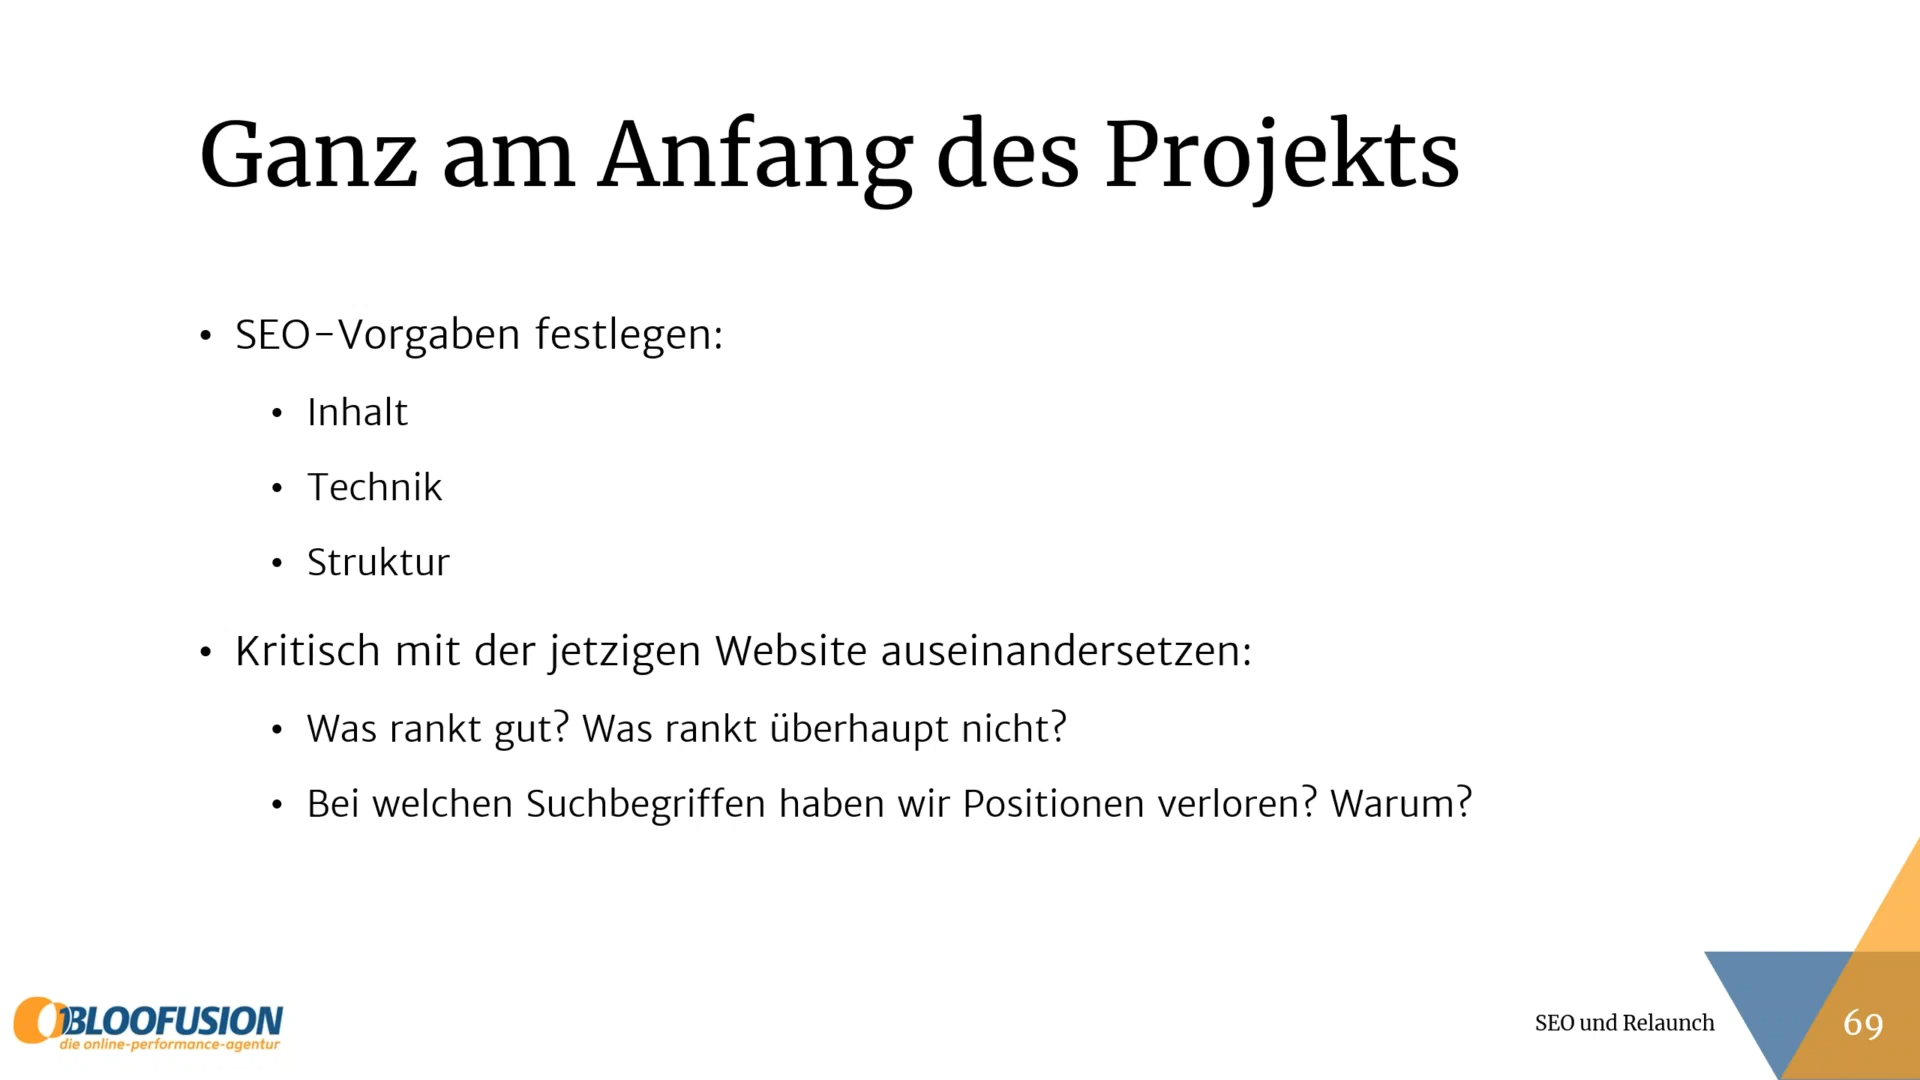 Ganz am Anfang des Projekts
• SEO-Vorgaben festlegen:
• Inhalt
• Technik
• Struktur
• Kritisch mit der jetzigen Website auseinandersetzen:
• Was rankt gut? Was rankt überhaupt nicht?
• Bei welchen Suchbegriffen haben wir Positionen verloren? Warum?
BLOOFUSION
die online-performance-agentur
SEO und Relaunch
69